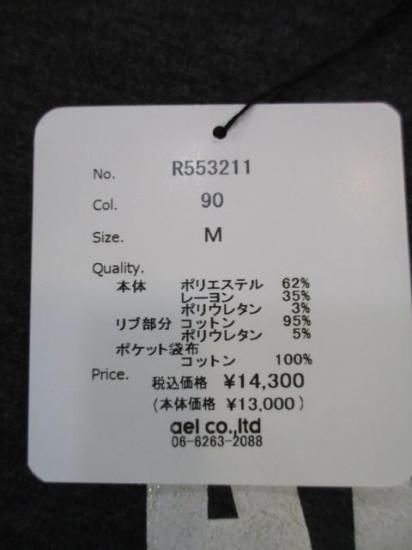 No. R553211
Col. 90
Size. M
Quality.
本体 ポリエステル 62%
レーヨン 35%
ポリウレタン 3%
リブ部分 コットン 95%
ポリウレタン 5%
ポケット袋布
コットン 100%
Price. 税込価格 ¥14,300
(本体価格 ¥13,000)
ael co.,ltd
06-6263-2088